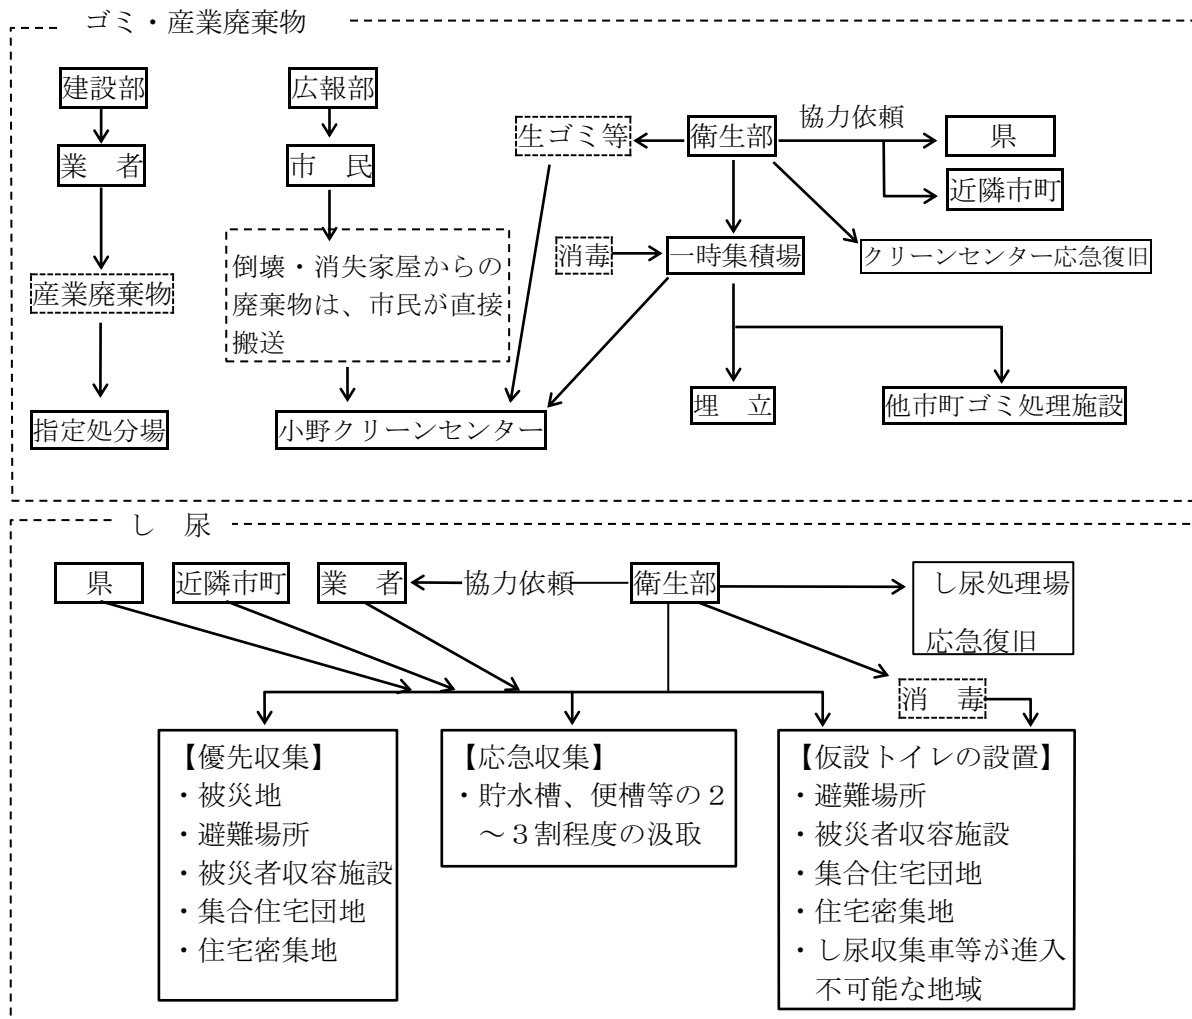 ゴミ・産業廃棄物
建設部
広報部
協力依頼
生ゴミ等
衛生部
県
業　者
市　民
近隣市町
消毒
一時集積場
クリーンセンター応急復旧
倒壊・消失家屋からの
廃棄物は、市民が直接
搬送
産業廃棄物
指定処分場
小野クリーンセンター
埋　立
他市町ゴミ処理施設
し　尿
県
近隣市町
業　者
協力依頼
衛生部
し尿処理場
応急復旧
消　毒
【優先収集】
・被災地
・避難場所
・被災者収容施設
・集合住宅団地
・住宅密集地
【応急収集】
・貯水槽、便槽等の２
～３割程度の汲取
【仮設トイレの設置】
・避難場所
・被災者収容施設
・集合住宅団地
・住宅密集地
・し尿収集車等が進入
不可能な地域